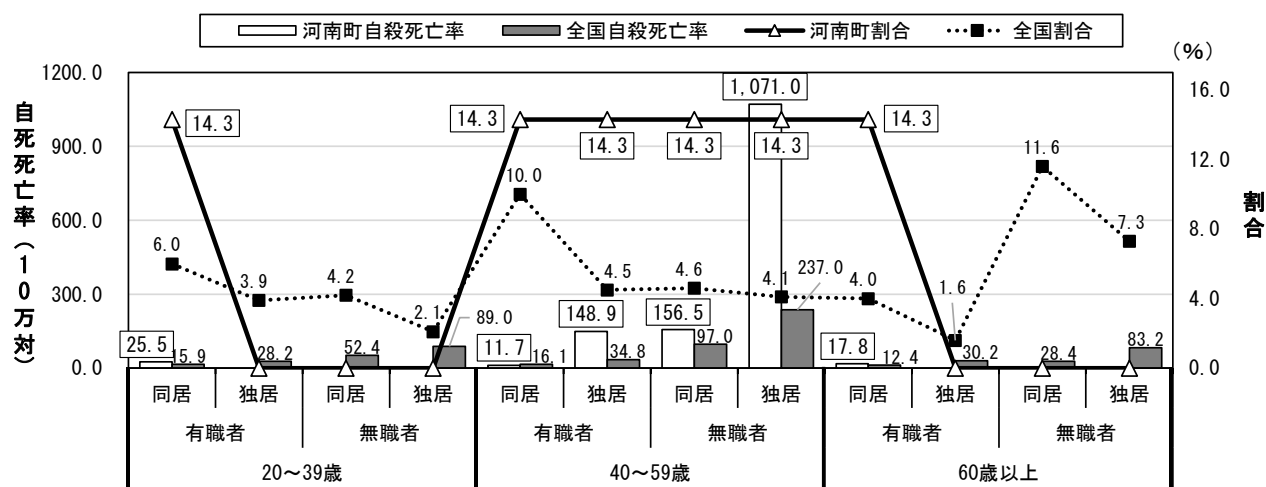 河南町自殺死亡率 全国自殺死亡率 河南町割合 全国割合
(%)
自死死亡率(10万対)
1200.0
900.0
600.0
300.0
0.0
16.0
12.0
8.0
4.0
0.0
割合
14.3 14.3 14.3 14.3 14.3 14.3
1,071.0
6.0 3.9 4.2 2.1 10.0 4.5 4.6 4.1 4.0 1.6 11.6 7.3
25.5 15.9 28.2 52.4 89.0 11.7 16.1 148.9 34.8 156.5 97.0 237.0 17.8 12.4 30.2 28.4 83.2
同居 独居 同居 独居 同居 独居 同居 独居 同居 独居 同居 独居
有職者 無職者 有職者 無職者 有職者 無職者
20~39歳 40~59歳 60歳以上